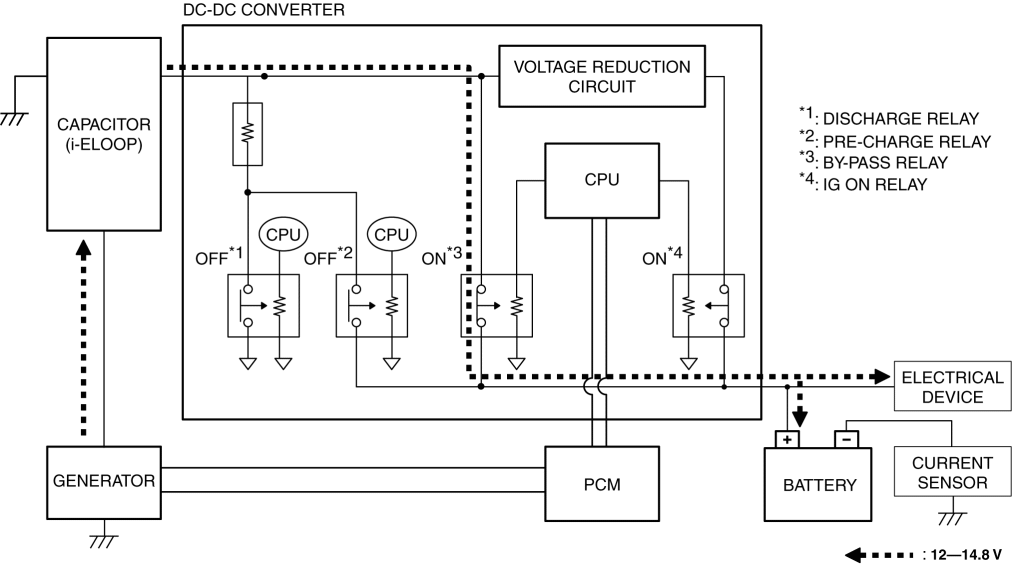 DC-DC CONVERTER
CAPACITOR
(i-ELOOP)
VOLTAGE REDUCTION
CIRCUIT
*1: DISCHARGE RELAY
*2: PRE-CHARGE RELAY
*3: BY-PASS RELAY
*4: IG ON RELAY
CPU
CPU
CPU
OFF*1
OFF*2
ON*3
ON*4
ELECTRICAL
DEVICE
+
−
GENERATOR
PCM
BATTERY
CURRENT
SENSOR
: 12—14.8 V